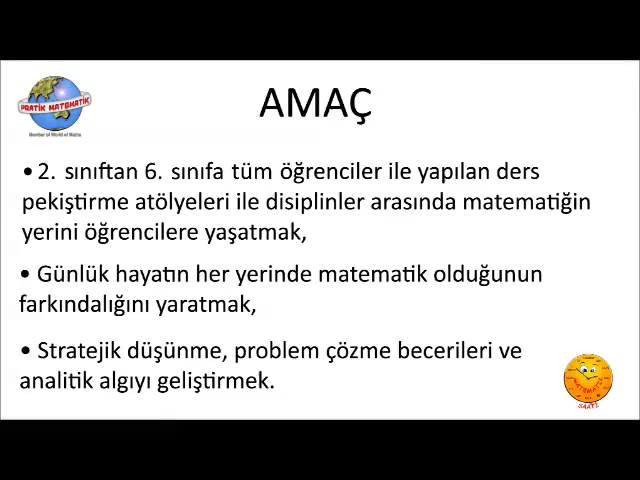 AMAÇ
PRATİK MATEMATİK
Member of World of Maths
• 2. sınıftan 6. sınıfa tüm öğrenciler ile yapılan ders
pekiştirme atölyeleri ile disiplinler arasında matematiğin
yerini öğrencilere yaşatmak,
• Günlük hayatın her yerinde matematik olduğunun
farkındalığını yaratmak,
• Stratejik düşünme, problem çözme becerileri ve
analitik algıyı geliştirmek.
MATEMATİK
SAATİ